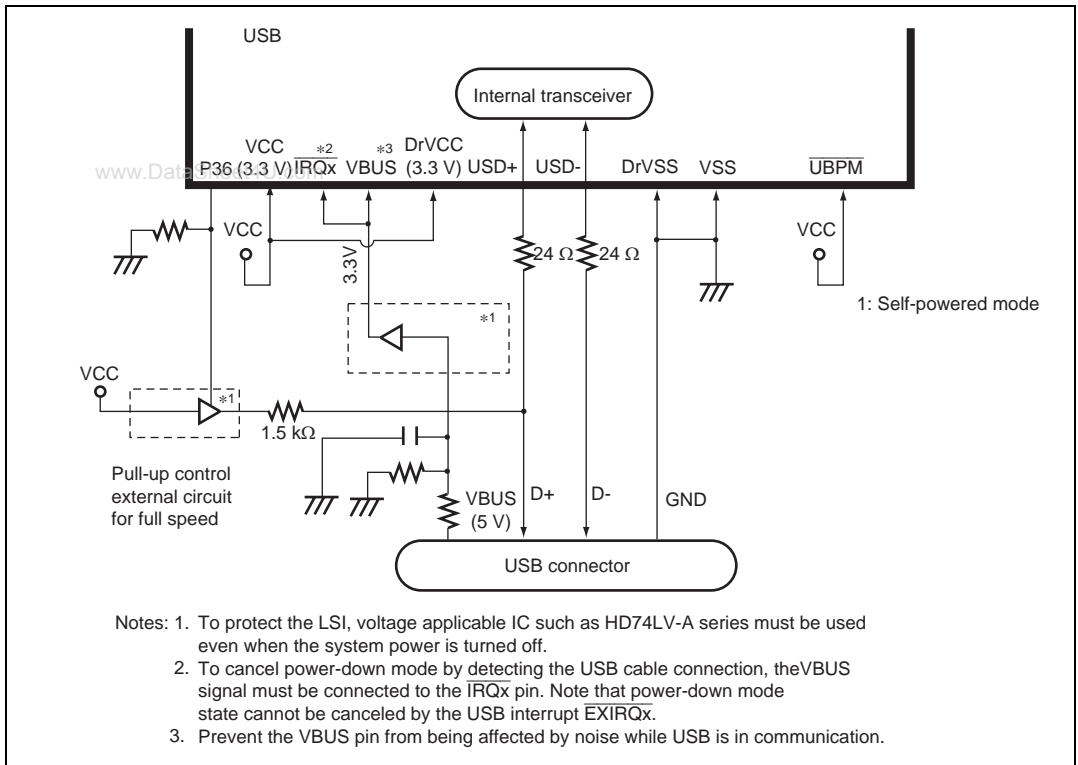 USB
Internal transceiver
VCC *2 *3 DrVCC
P36 (3.3 V) IRQx VBUS (3.3 V) USD+ USD- DrVSS VSS UBPM
www.DataSheet4U.com
VCC
VCC
3.3V
24 Ω
24 Ω
1: Self-powered mode
*1
VCC
*1
1.5 kΩ
Pull-up control
external circuit
for full speed
VBUS
(5 V)
D+
D-
GND
USB connector
Notes: 1. To protect the LSI, voltage applicable IC such as HD74LV-A series must be used
even when the system power is turned off.
2. To cancel power-down mode by detecting the USB cable connection, theVBUS
signal must be connected to the IRQx pin. Note that power-down mode
state cannot be canceled by the USB interrupt EXIRQx.
3. Prevent the VBUS pin from being affected by noise while USB is in communication.